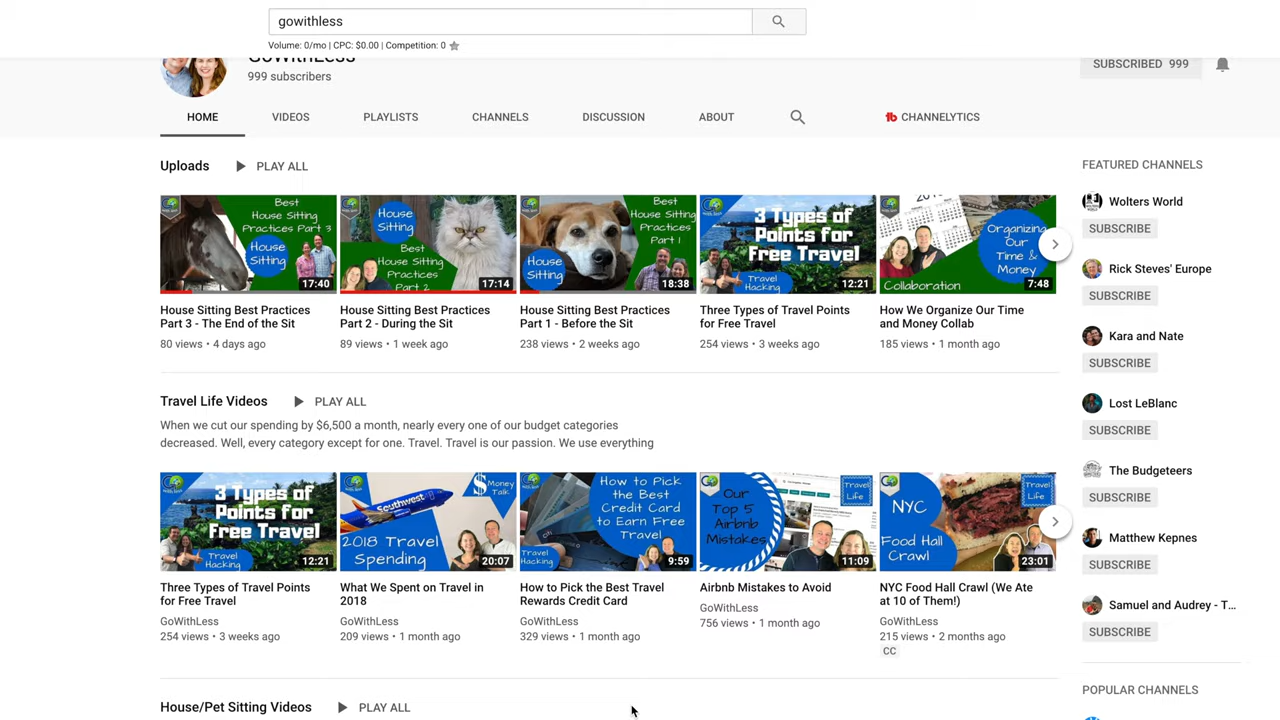 gowithless
Volume: 0/mo | CPC: $0.00 | Competition: 0
GoWithLess
999 subscribers
SUBSCRIBED 999
HOME VIDEOS PLAYLISTS CHANNELS DISCUSSION ABOUT CHANNELYTICS
Uploads PLAY ALL
Best
House Sitting
Practices Part 3
House
Sitting
17:40
House
Sitting
Best
House Sitting
Practices
Part 2
17:14
Best
House Sitting
Practices
Part 1
House
Sitting
18:38
3 Types of
Points for
Free Travel
Travel
Hacking
12:21
Organizing
Our
Time &
Money
Collaboration
7:48
House Sitting Best Practices
Part 3 - The End of the Sit
80 views • 4 days ago
House Sitting Best Practices
Part 2 - During the Sit
89 views • 1 week ago
House Sitting Best Practices
Part 1 - Before the Sit
238 views • 2 weeks ago
Three Types of Travel Points
for Free Travel
254 views • 3 weeks ago
How We Organize Our Time
and Money Collab
185 views • 1 month ago
Travel Life Videos PLAY ALL
When we cut our spending by $6,500 a month, nearly every one of our budget categories
decreased. Well, every category except for one. Travel. Travel is our passion. We use everything
3 Types of
Points for
Free Travel
Travel
Hacking
12:21
Southwest
$ Money
Talk
2018 Travel
Spending
20:07
How to Pick
the Best
Credit Card
to Earn Free
Travel
Travel
Hacking
9:59
Our
Top 5
Airbnb
Mistakes
Travel
Life
11:09
NYC
Food Hall
Crawl
Travel
Life
23:01
Three Types of Travel Points
for Free Travel
GoWithLess
254 views • 3 weeks ago
What We Spent on Travel in
2018
GoWithLess
209 views • 1 month ago
How to Pick the Best Travel
Rewards Credit Card
GoWithLess
329 views • 1 month ago
Airbnb Mistakes to Avoid
GoWithLess
756 views • 1 month ago
NYC Food Hall Crawl (We Ate
at 10 of Them!)
GoWithLess
215 views • 2 months ago
CC
House/Pet Sitting Videos PLAY ALL
FEATURED CHANNELS
Wolters World
SUBSCRIBE
Rick Steves' Europe
SUBSCRIBE
Kara and Nate
SUBSCRIBE
Lost LeBlanc
SUBSCRIBE
The Budgeteers
SUBSCRIBE
Matthew Kepnes
SUBSCRIBE
Samuel and Audrey - T...
SUBSCRIBE
POPULAR CHANNELS